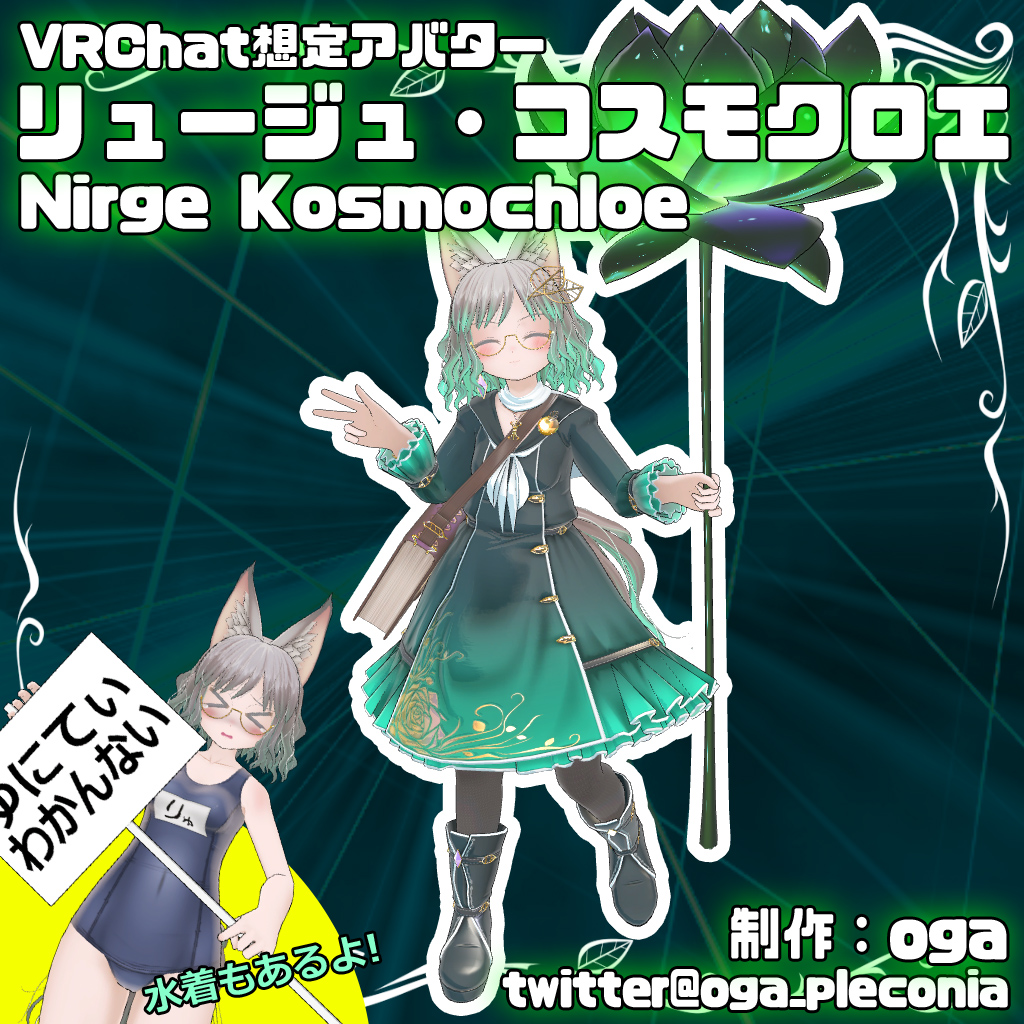 VRChat想定アバター
リュージュ・コスモクロエ
Nirge Kosmochloe
ゆにてい
わかんない
りゅ
水着もあるよ!
制作：oga
twitter@oga_pleconia